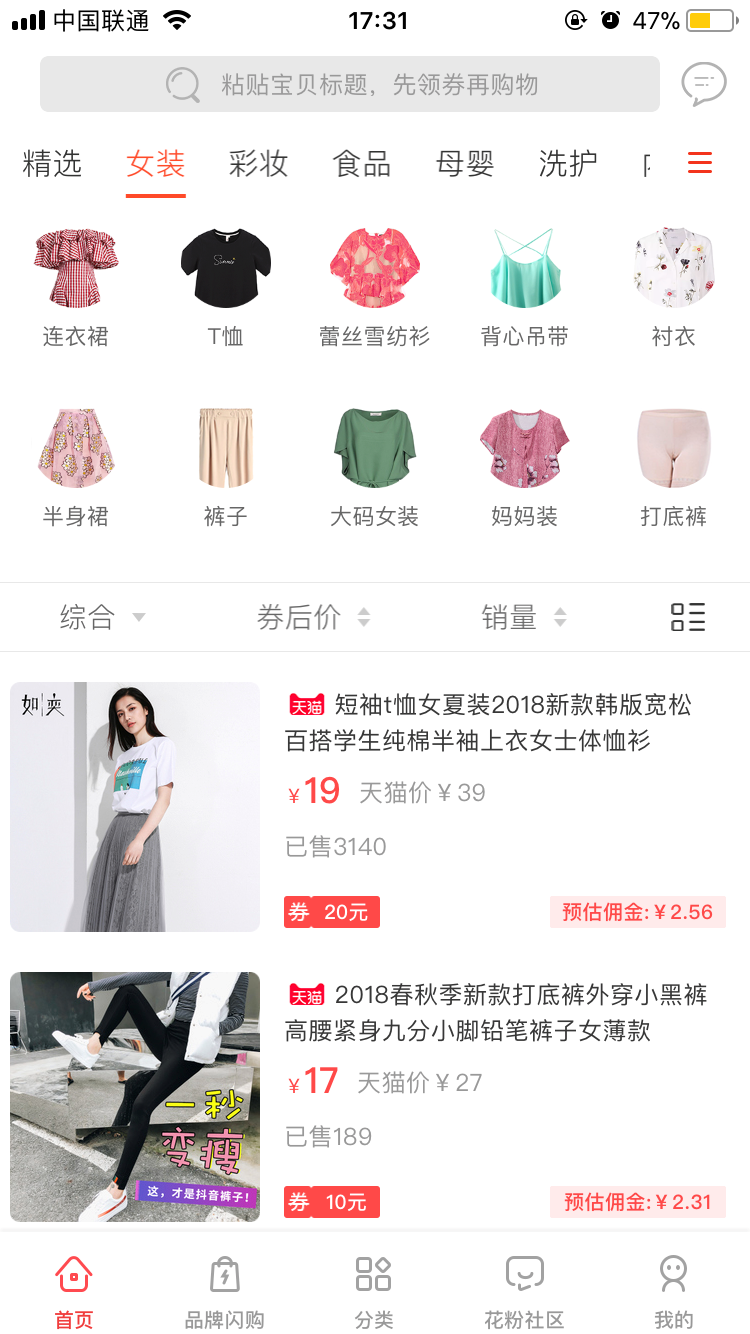 中国联通
17:31
47%
粘贴宝贝标题，先领券再购物
精选 女装 彩妆 食品 母婴 洗护
连衣裙 T恤 蕾丝雪纺衫 背心吊带 衬衣
半身裙 裤子 大码女装 妈妈装 打底裤
综合 券后价 销量
如奕
天猫 短袖t恤女夏装2018新款韩版宽松
百搭学生纯棉半袖上衣女士体恤衫
¥19 天猫价¥39
已售3140
券 20元 预估佣金:¥2.56
一秒
变瘦
这，才是抖音裤子！
天猫 2018春秋季新款打底裤外穿小黑裤
高腰紧身九分小脚铅笔裤子女薄款
¥17 天猫价¥27
已售189
券 10元 预估佣金:¥2.31
首页 品牌闪购 分类 花粉社区 我的